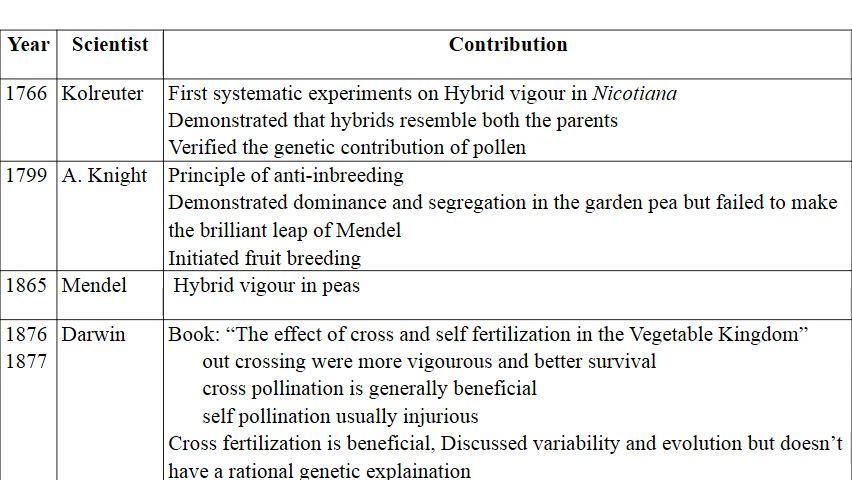 Year Scientist Contribution
1766 Kolreuter First systematic experiments on Hybrid vigour in Nicotiana
Demonstrated that hybrids resemble both the parents
Verified the genetic contribution of pollen
1799 A. Knight Principle of anti-inbreeding
Demonstrated dominance and segregation in the garden pea but failed to make
the brilliant leap of Mendel
Initiated fruit breeding
1865 Mendel Hybrid vigour in peas
1876 Darwin Book: “The effect of cross and self fertilization in the Vegetable Kingdom”
1877 out crossing were more vigourous and better survival
cross pollination is generally beneficial
self pollination usually injurious
Cross fertilization is beneficial, Discussed variability and evolution but doesn’t
have a rational genetic explaination